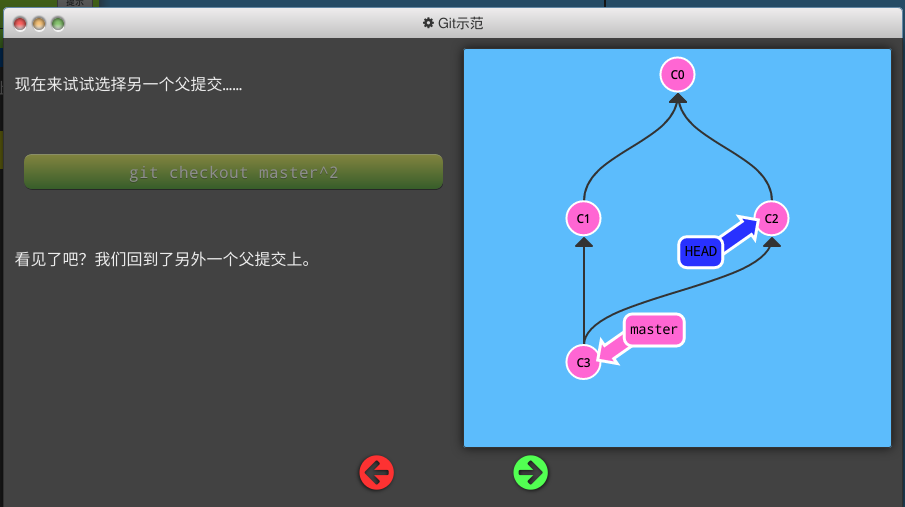 提示
Git示范
现在来试试选择另一个父提交……
git checkout master^2
看见了吧？我们回到了另外一个父提交上。
C0
C1
C2
HEAD
master
C3